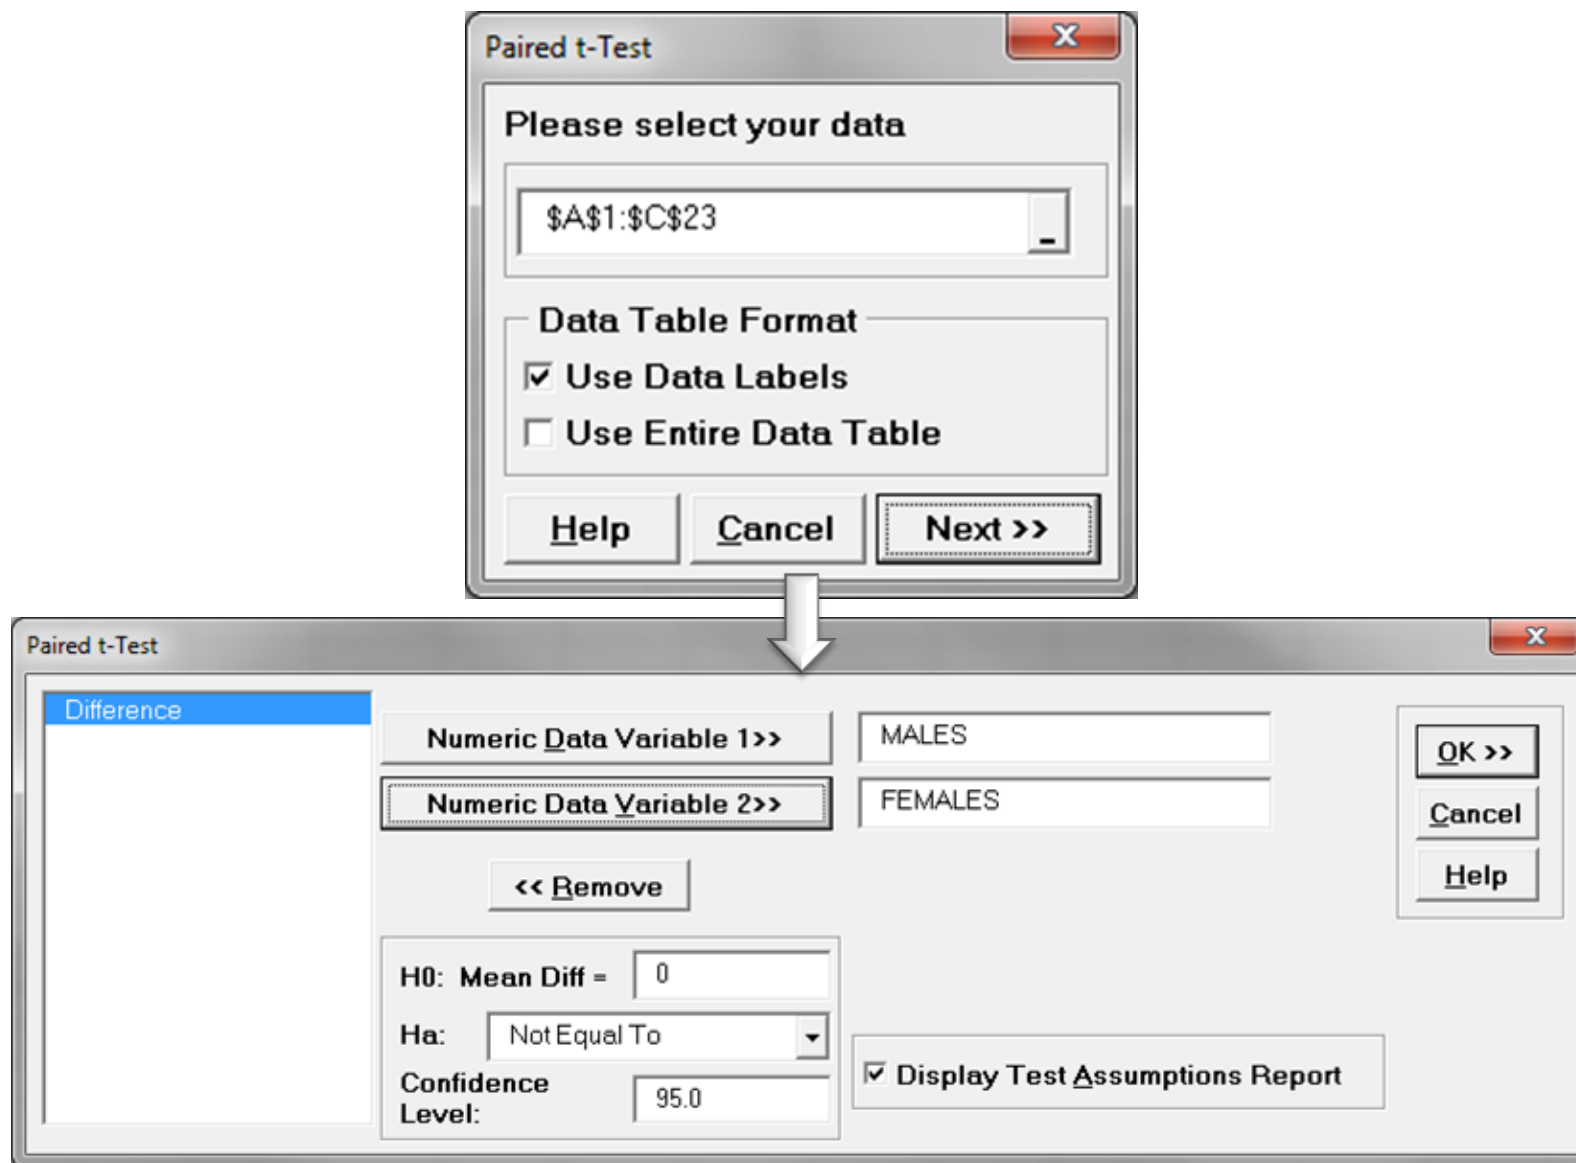 Paired t-Test
Please select your data
$A$1:$C$23
Data Table Format
Use Data Labels
Use Entire Data Table
Help Cancel Next >>
Paired t-Test
Difference
Numeric Data Variable 1>> MALES
Numeric Data Variable 2>> FEMALES
<< Remove
OK >>
Cancel
Help
H0: Mean Diff = 0
Ha: Not Equal To
Confidence
Level: 95.0
Display Test Assumptions Report